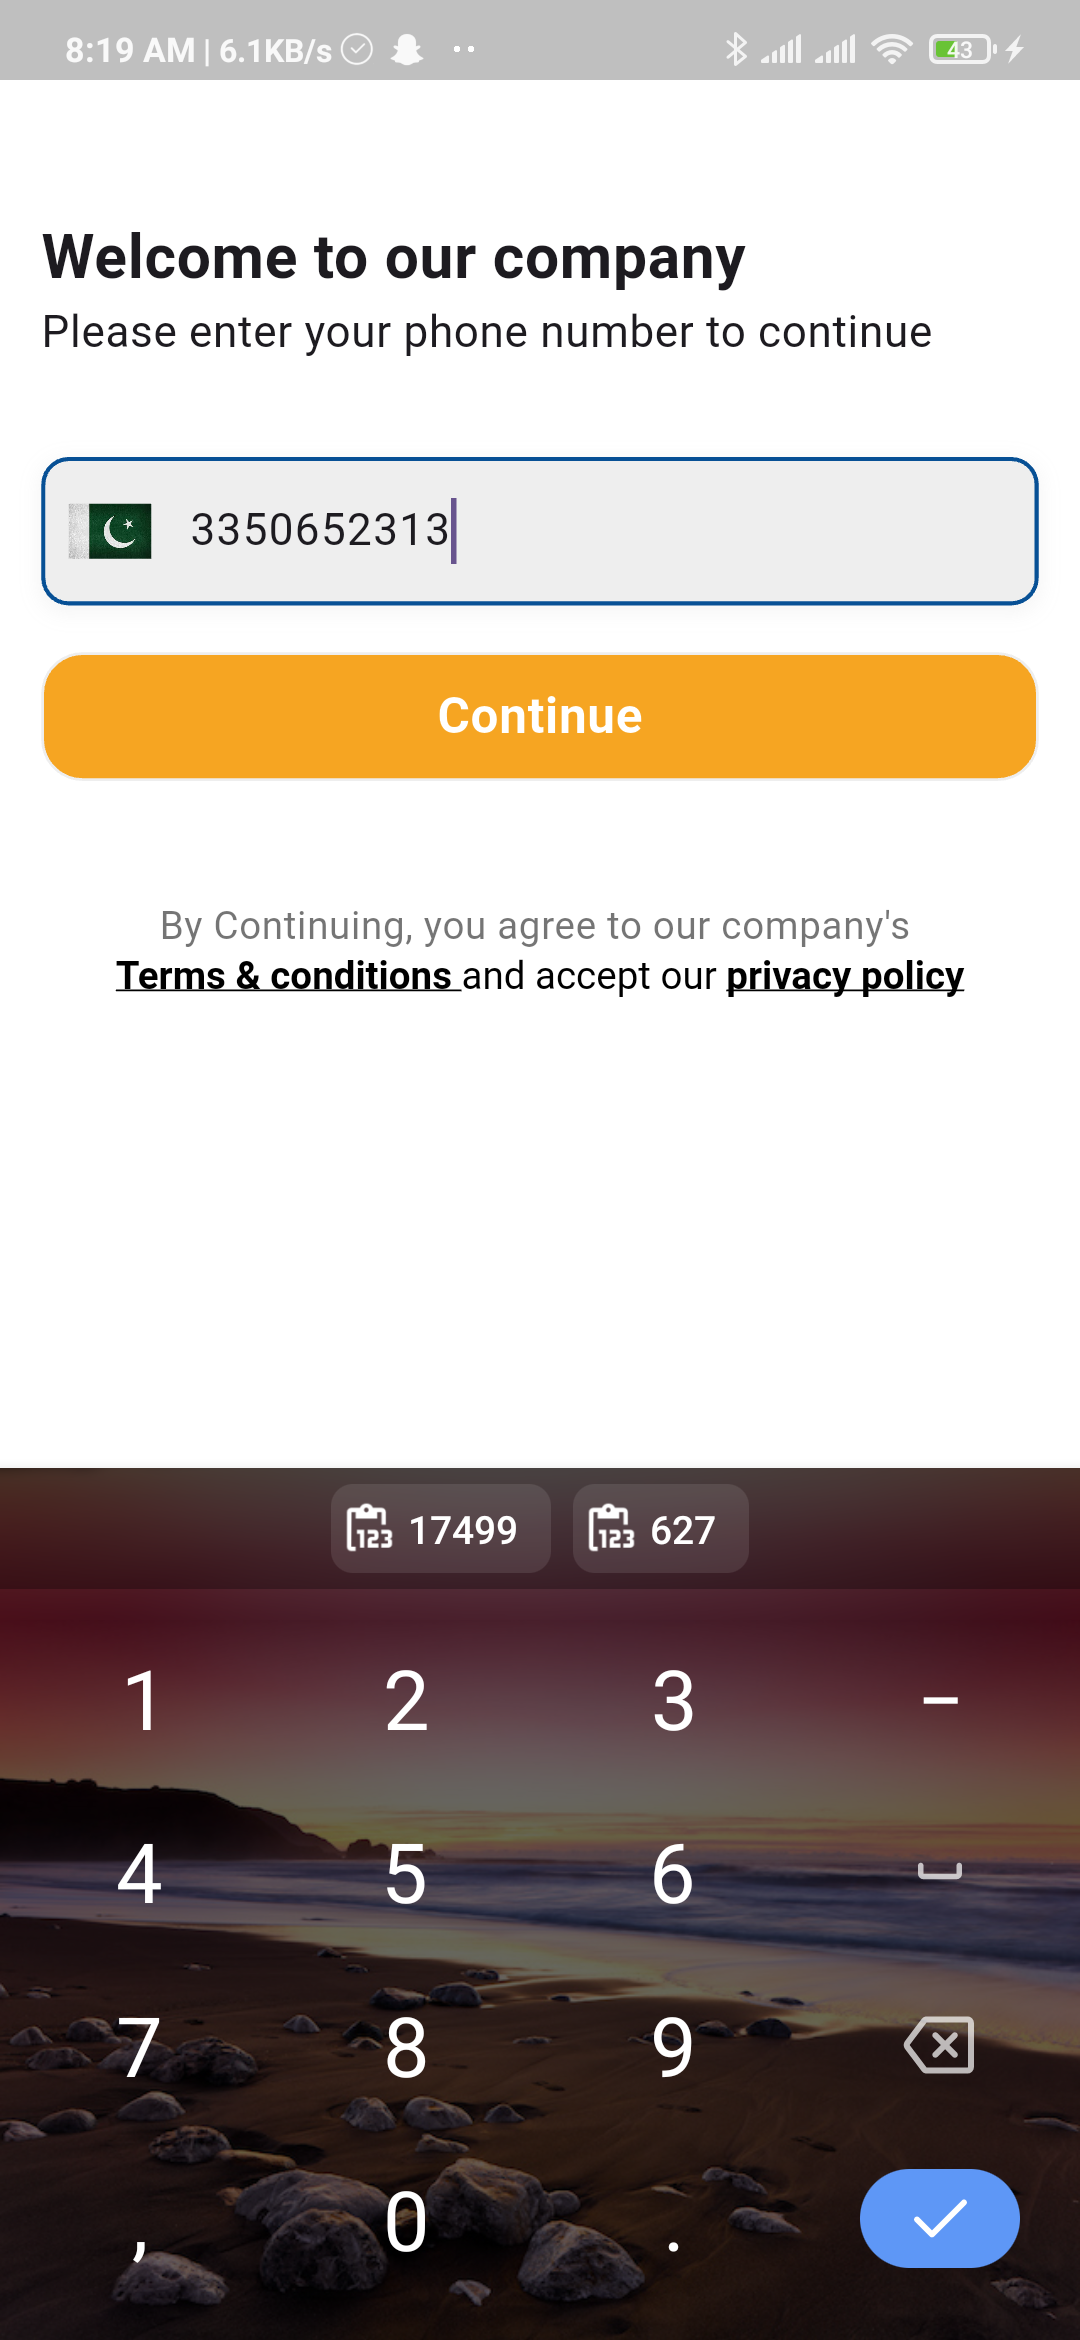 8:19 AM | 6.1KB/s
43
Welcome to our company
Please enter your phone number to continue
3350652313
Continue
By Continuing, you agree to our company's
Terms & conditions and accept our privacy policy
123 17499 123 627
1 2 3 –
4 5 6
7 8 9
, 0 .